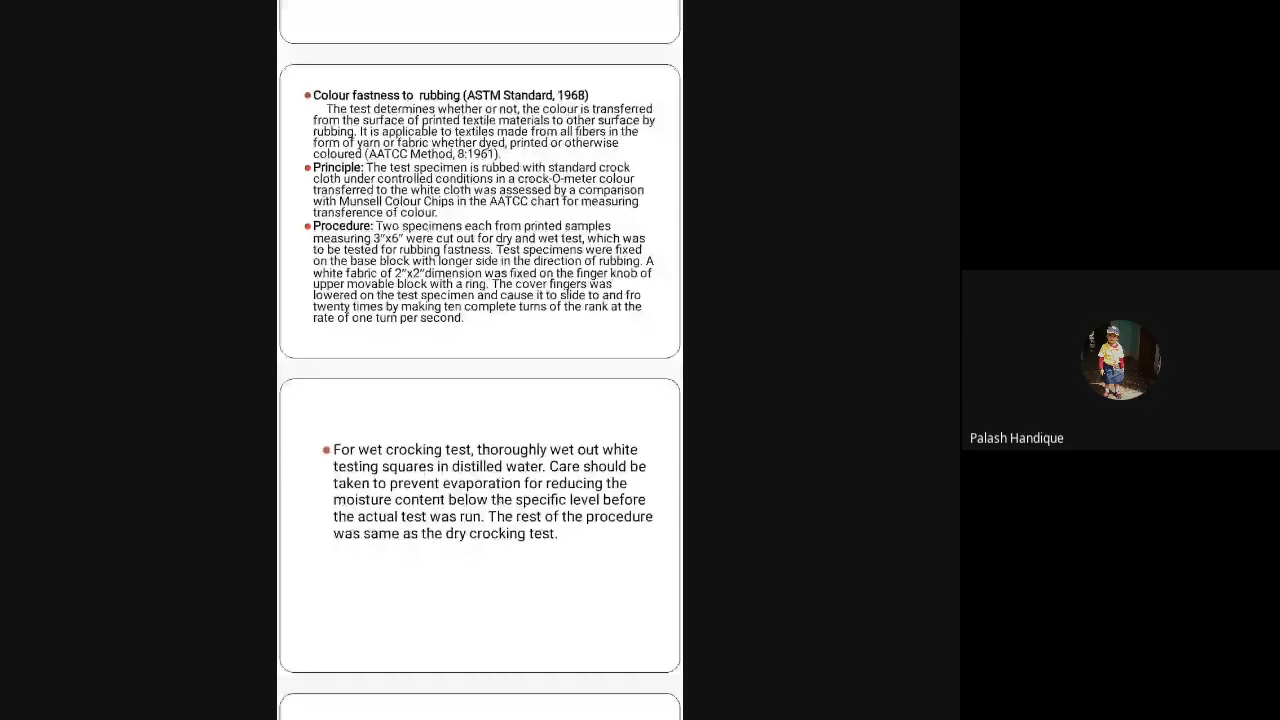 Colour fastness to rubbing (ASTM Standard, 1968)
The test determines whether or not, the colour is transferred
from the surface of printed textile materials to other surface by
rubbing. It is applicable to textiles made from all fibers in the
form of yarn or fabric whether dyed, printed or otherwise
coloured (AATCC Method, 8:1961).
Principle: The test specimen is rubbed with standard crock
cloth under controlled conditions in a crock-O-meter colour
transferred to the white cloth was assessed by a comparison
with Munsell Colour Chips in the AATCC chart for measuring
transference of colour.
Procedure: Two specimens each from printed samples
measuring 3”x6” were cut out for dry and wet test, which was
to be tested for rubbing fastness. Test specimens were fixed
on the base block with longer side in the direction of rubbing. A
white fabric of 2”x2”dimension was fixed on the finger knob of
upper movable block with a ring. The cover fingers was
lowered on the test specimen and cause it to slide to and fro
twenty times by making ten complete turns of the rank at the
rate of one turn per second.
For wet crocking test, thoroughly wet out white
testing squares in distilled water. Care should be
taken to prevent evaporation for reducing the
moisture content below the specific level before
the actual test was run. The rest of the procedure
was same as the dry crocking test.
Palash Handique